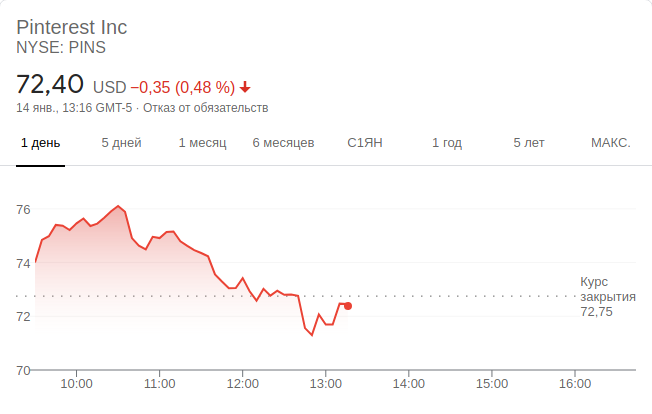 Pinterest Inc
NYSE: PINS
72,40 USD −0,35 (0,48 %)
14 янв., 13:16 GMT-5 · Отказ от обязательств
1 день 5 дней 1 месяц 6 месяцев С1ЯН 1 год 5 лет МАКС.
76
74
Курс
закрытия
72,75
72
70
10:00 11:00 12:00 13:00 14:00 15:00 16:00